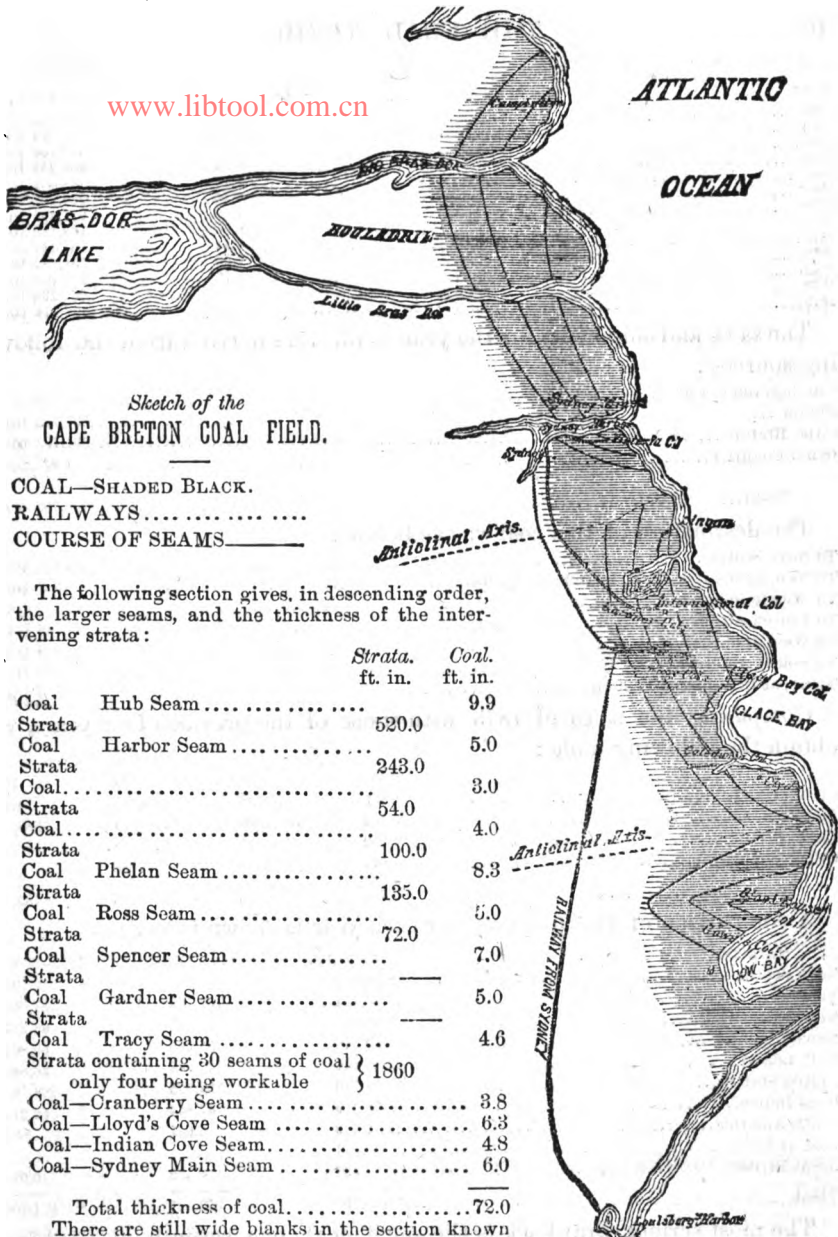 www.libtool.com.cn
ATLANTIC
OCEAN
BIG BRAS DOR
BRAS-DOR
LAKE
BOULADRIE
Little Bras Dor
Sketch of the
CAPE BRETON COAL FIELD.
COAL—SHADED BLACK.
RAILWAYS
COURSE OF SEAMS
Sydney
Anticlinal Axis.
International Col
GLACE BAY
Anticlinal Axis.
COW BAY
RAILWAY FROM SYDNEY
Louisberg Harbor
The following section gives, in descending order,
the larger seams, and the thickness of the inter-
vening strata:
Strata. Coal.
ft. in. ft. in.
Coal Hub Seam 9.9
Strata 520.0
Coal Harbor Seam 5.0
Strata 243.0
Coal 3.0
Strata 54.0
Coal 4.0
Strata 100.0
Coal Phelan Seam 8.3
Strata 135.0
Coal Ross Seam 5.0
Strata 72.0
Coal Spencer Seam 7.0
Strata —
Coal Gardner Seam 5.0
Strata —
Coal Tracy Seam 4.6
Strata containing 30 seams of coal } 1860
only four being workable
Coal—Cranberry Seam 3.8
Coal—Lloyd's Cove Seam 6.3
Coal—Indian Cove Seam 4.8
Coal—Sydney Main Seam 6.0
Total thickness of coal 72.0
There are still wide blanks in the section known